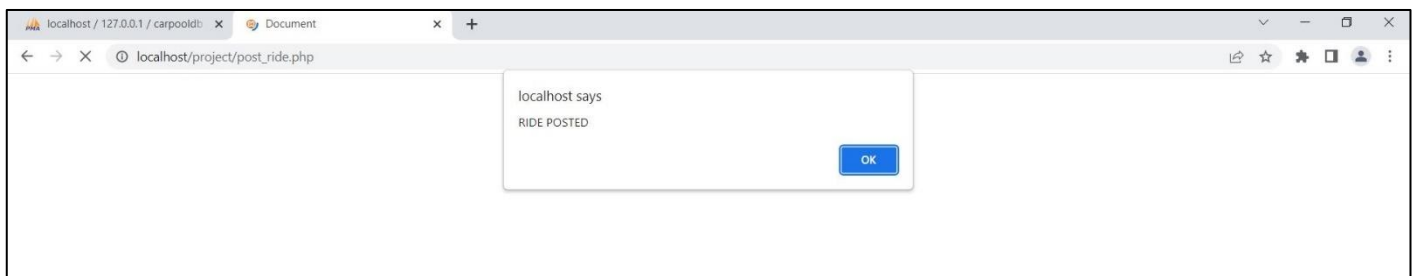 localhost / 127.0.0.1 / carpooldb
Document
localhost/project/post_ride.php
localhost says
RIDE POSTED
OK